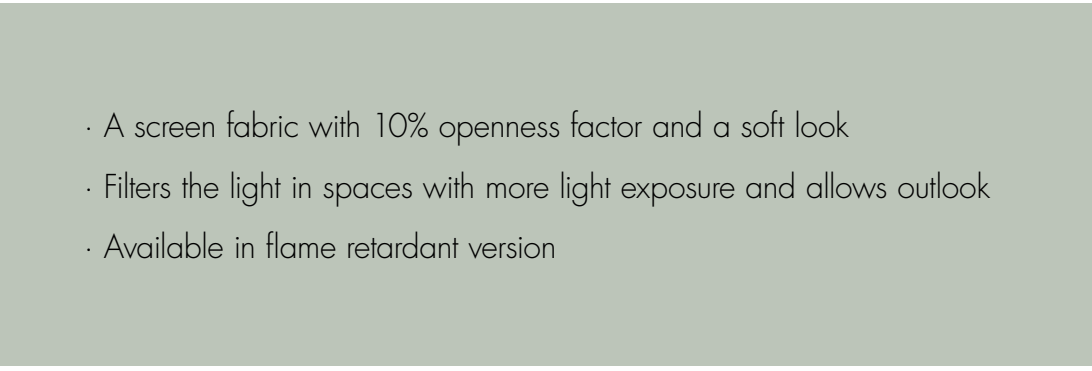 · A screen fabric with 10% openness factor and a soft look
· Filters the light in spaces with more light exposure and allows outlook
· Available in flame retardant version